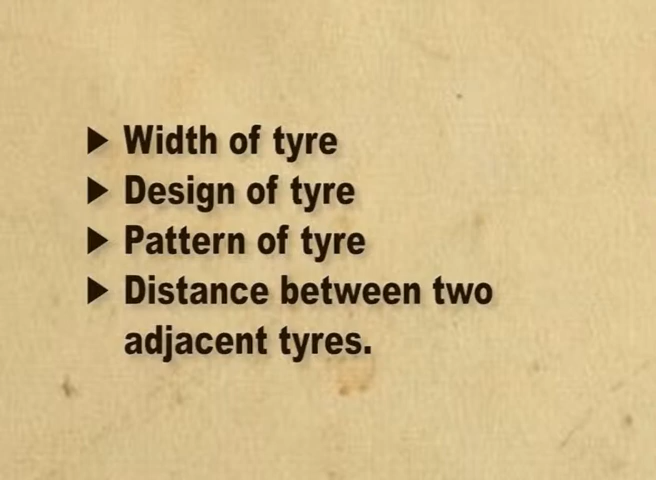 ▶ Width of tyre
▶ Design of tyre
▶ Pattern of tyre
▶ Distance between two
adjacent tyres.